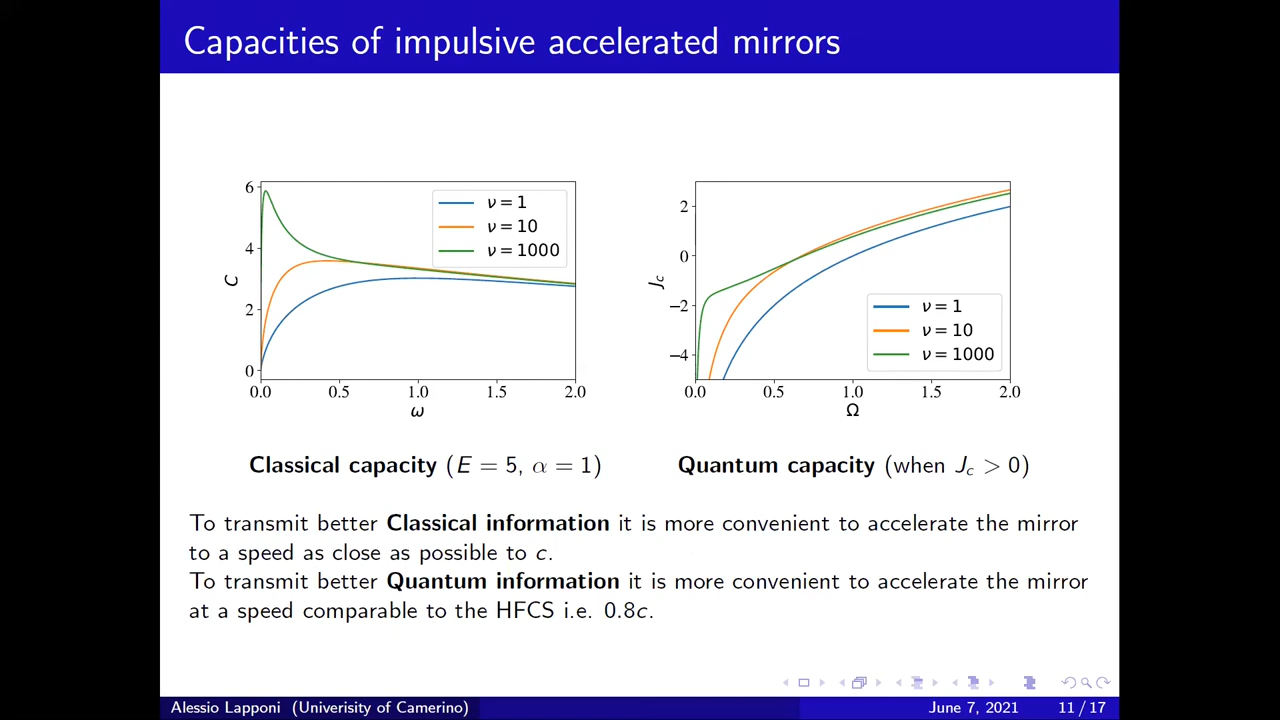 Capacities of impulsive accelerated mirrors
6
4
2
0
C
0.0 0.5 1.0 1.5 2.0
ω
ν = 1
ν = 10
ν = 1000
2
0
−2
−4
Jc
0.0 0.5 1.0 1.5 2.0
Ω
ν = 1
ν = 10
ν = 1000
Classical capacity (E = 5, α = 1)
Quantum capacity (when Jc > 0)
To transmit better Classical information it is more convenient to accelerate the mirror
to a speed as close as possible to c.
To transmit better Quantum information it is more convenient to accelerate the mirror
at a speed comparable to the HFCS i.e. 0.8c.
Alessio Lapponi (Univerisity of Camerino)
June 7, 2021
11 / 17